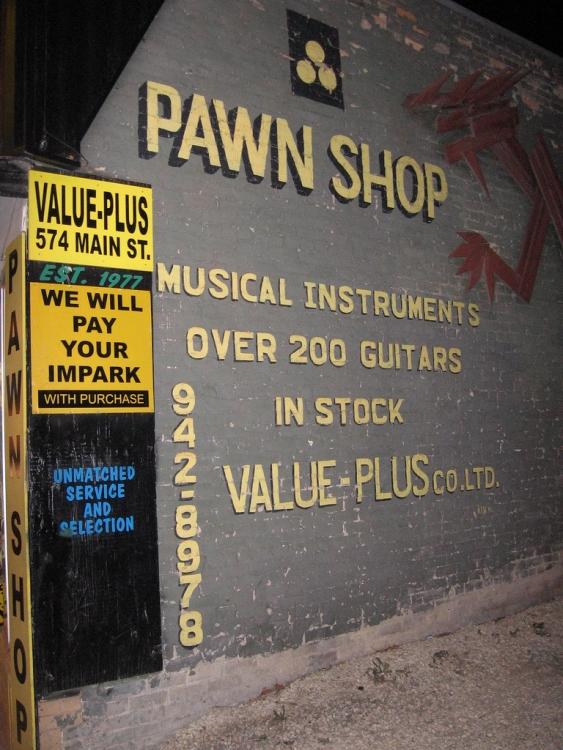 PAWN SHOP
VALUE-PLUS
574 MAIN ST.
EST. 1977
WE WILL
PAY
YOUR
IMPARK
WITH PURCHASE
UNMATCHED
SERVICE
AND
SELECTION
PAWN SHOP
MUSICAL INSTRUMENTS
OVER 200 GUITARS
IN STOCK
VALUE-PLUS CO. LTD.
942-8978